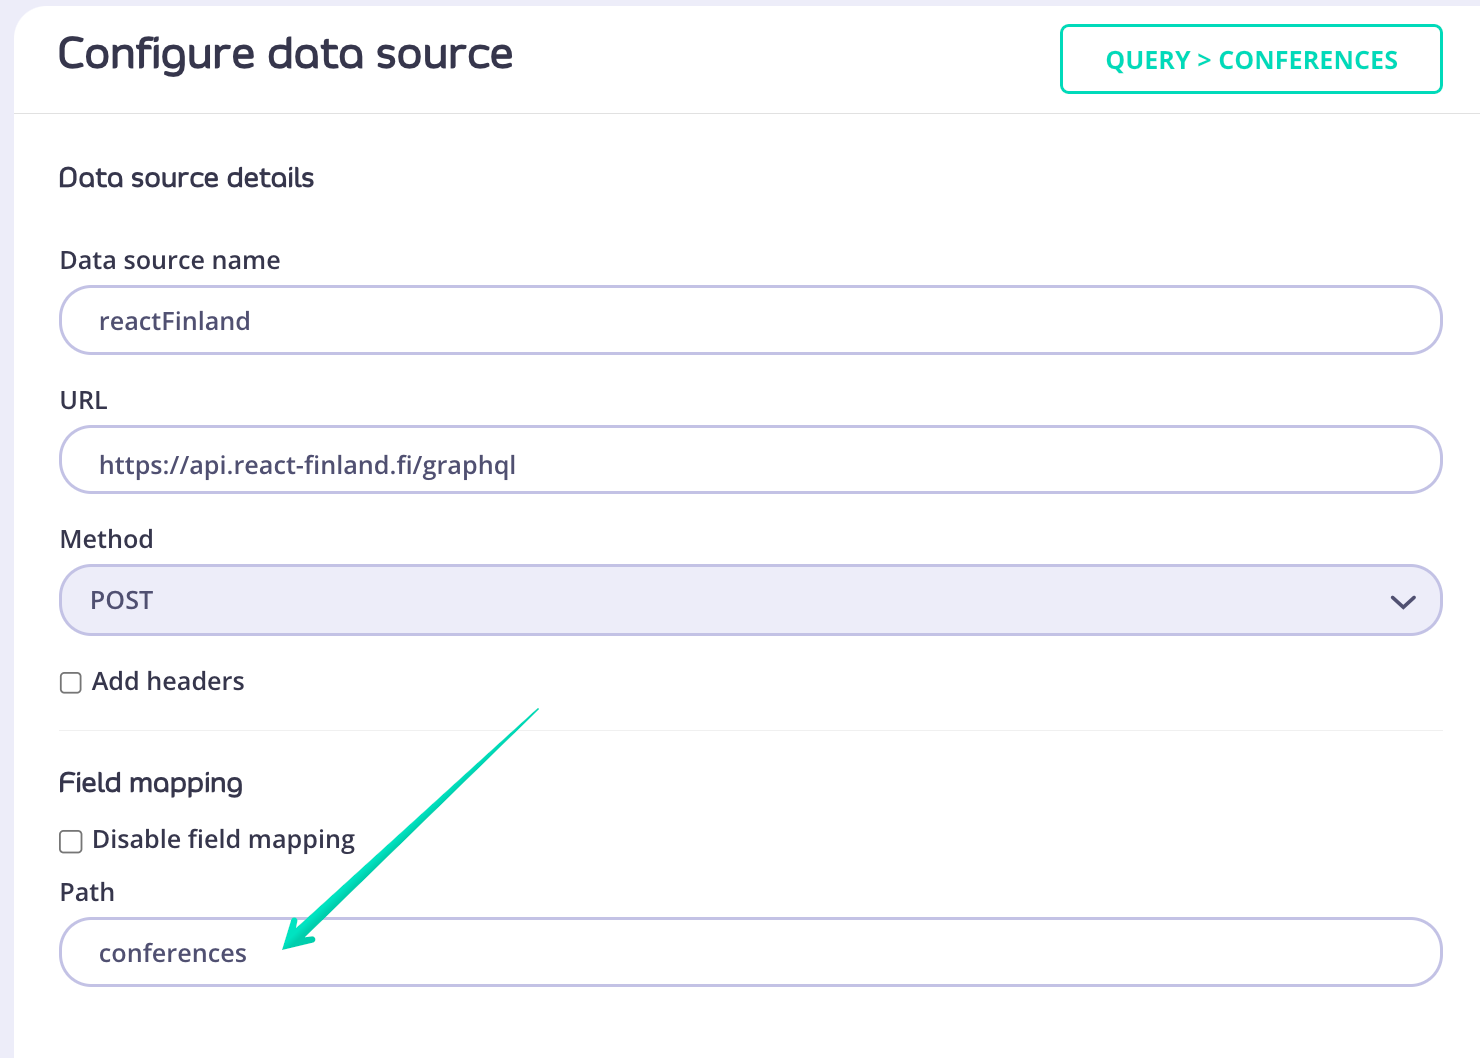 Configure data source
QUERY > CONFERENCES
Data source details
Data source name
reactFinland
URL
https://api.react-finland.fi/graphql
Method
POST
Add headers
Field mapping
Disable field mapping
Path
conferences